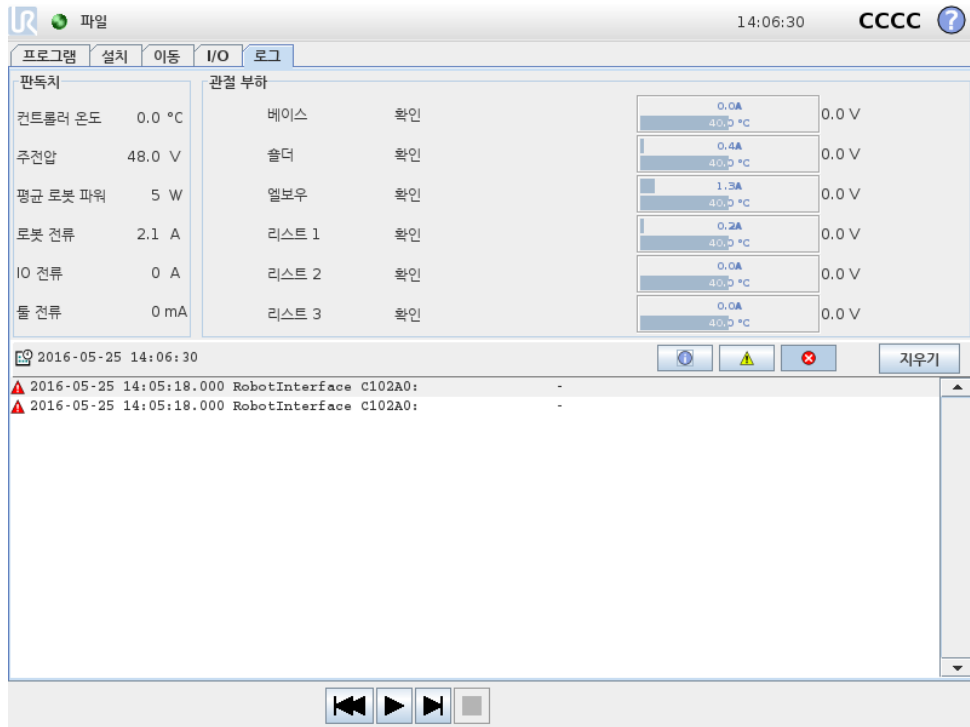 UR 파일 14:06:30 CCCC ?
프로그램 설치 이동 I/O 로그
판독치 관절 부하
컨트롤러 온도 0.0 °C 베이스 확인 0.0A 40.0 °C 0.0 V
주전압 48.0 V 숄더 확인 0.4A 40.0 °C 0.0 V
평균 로봇 파워 5 W 엘보우 확인 1.3A 40.0 °C 0.0 V
로봇 전류 2.1 A 리스트 1 확인 0.2A 40.0 °C 0.0 V
IO 전류 0 A 리스트 2 확인 0.0A 40.0 °C 0.0 V
툴 전류 0 mA 리스트 3 확인 0.0A 40.0 °C 0.0 V
2016-05-25 14:06:30 지우기
2016-05-25 14:05:18.000 RobotInterface C102A0: -
2016-05-25 14:05:18.000 RobotInterface C102A0: -